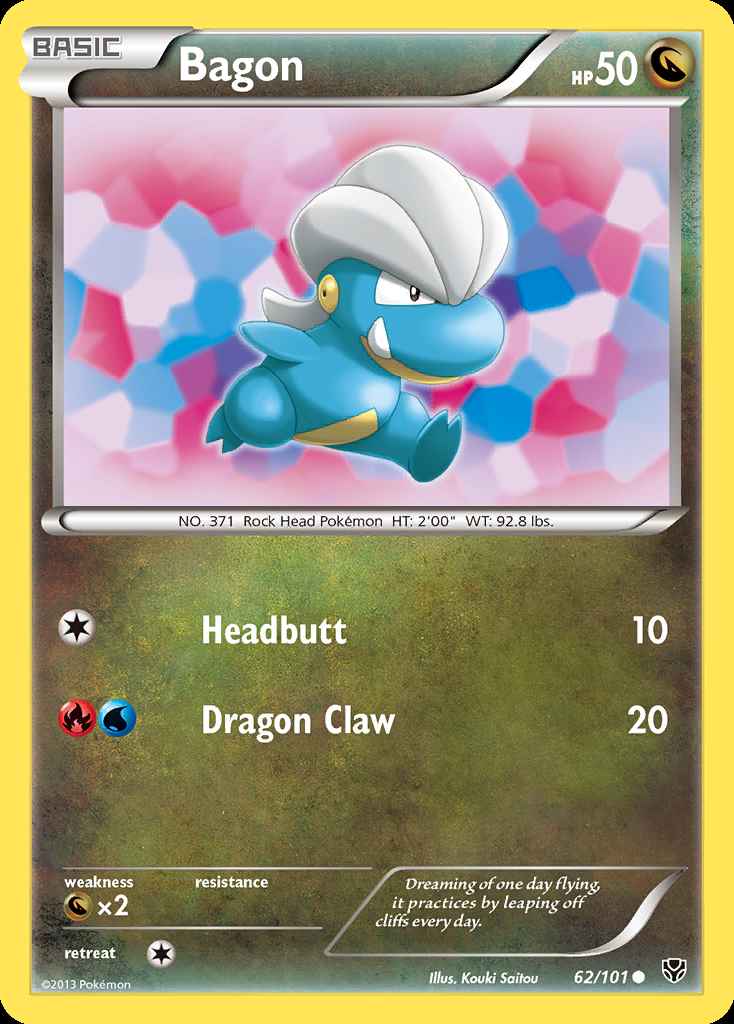 BASIC
Bagon
HP 50
NO. 371 Rock Head Pokémon HT: 2'00" WT: 92.8 lbs.
Headbutt 10
Dragon Claw 20
weakness resistance
×2
Dreaming of one day flying,
it practices by leaping off
cliffs every day.
retreat
©2013 Pokémon
Illus. Kouki Saitou
62/101